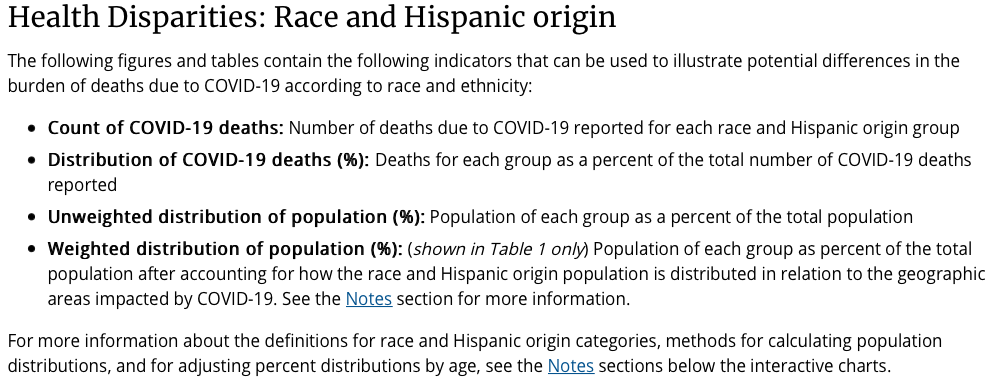 Health Disparities: Race and Hispanic origin
The following figures and tables contain the following indicators that can be used to illustrate potential differences in the
burden of deaths due to COVID-19 according to race and ethnicity:
• Count of COVID-19 deaths: Number of deaths due to COVID-19 reported for each race and Hispanic origin group
• Distribution of COVID-19 deaths (%): Deaths for each group as a percent of the total number of COVID-19 deaths
reported
• Unweighted distribution of population (%): Population of each group as a percent of the total population
• Weighted distribution of population (%): (shown in Table 1 only) Population of each group as percent of the total
population after accounting for how the race and Hispanic origin population is distributed in relation to the geographic
areas impacted by COVID-19. See the Notes section for more information.
For more information about the definitions for race and Hispanic origin categories, methods for calculating population
distributions, and for adjusting percent distributions by age, see the Notes sections below the interactive charts.